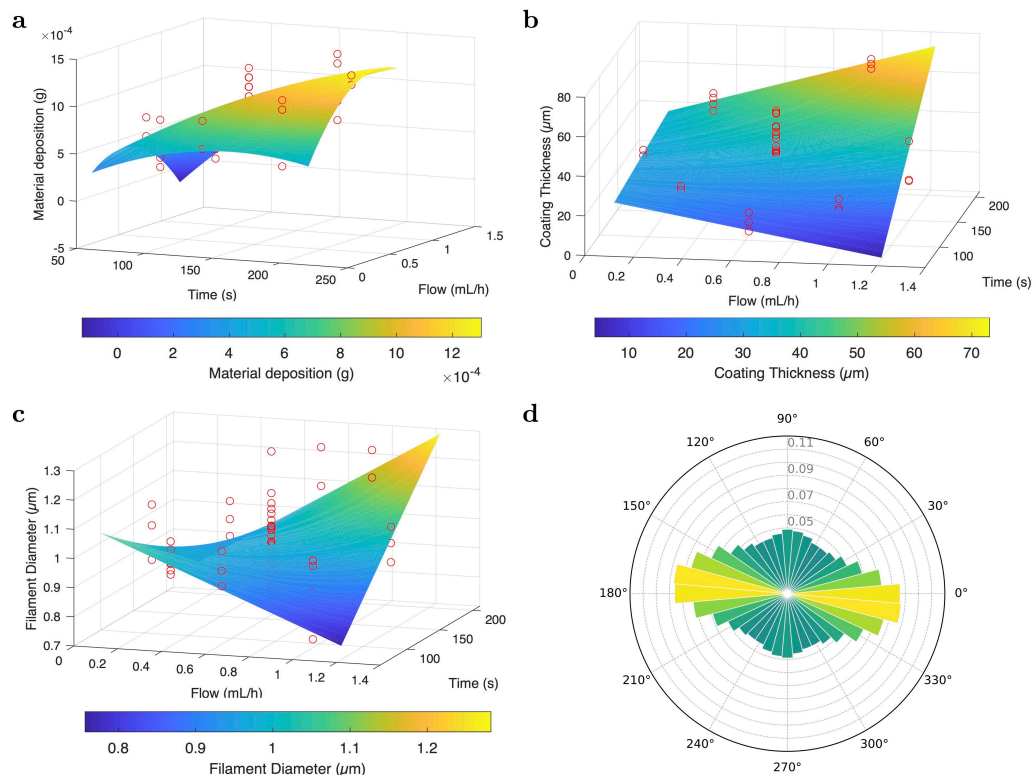 a
×10⁻⁴
15
10
5
0
-5
Material deposition (g)
50
100
150
200
250
Time (s)
0
0.5
1
1.5
Flow (mL/h)
0 2 4 6 8 10 12
Material deposition (g)
×10⁻⁴
b
80
60
40
20
0
Coating Thickness (µm)
0 0.2 0.4 0.6 0.8 1 1.2 1.4
Flow (mL/h)
200
150
100
Time (s)
10 20 30 40 50 60 70
Coating Thickness (µm)
c
1.3
1.2
1.1
1
0.9
0.8
0.7
Filament Diameter (µm)
0 0.2 0.4 0.6 0.8 1 1.2 1.4
Flow (mL/h)
200
150
100
Time (s)
0.8 0.9 1 1.1 1.2
Filament Diameter (µm)
d
90°
120° 60°
0.11
0.09
150° 30°
0.07
0.05
180° 0°
210° 330°
240° 300°
270°